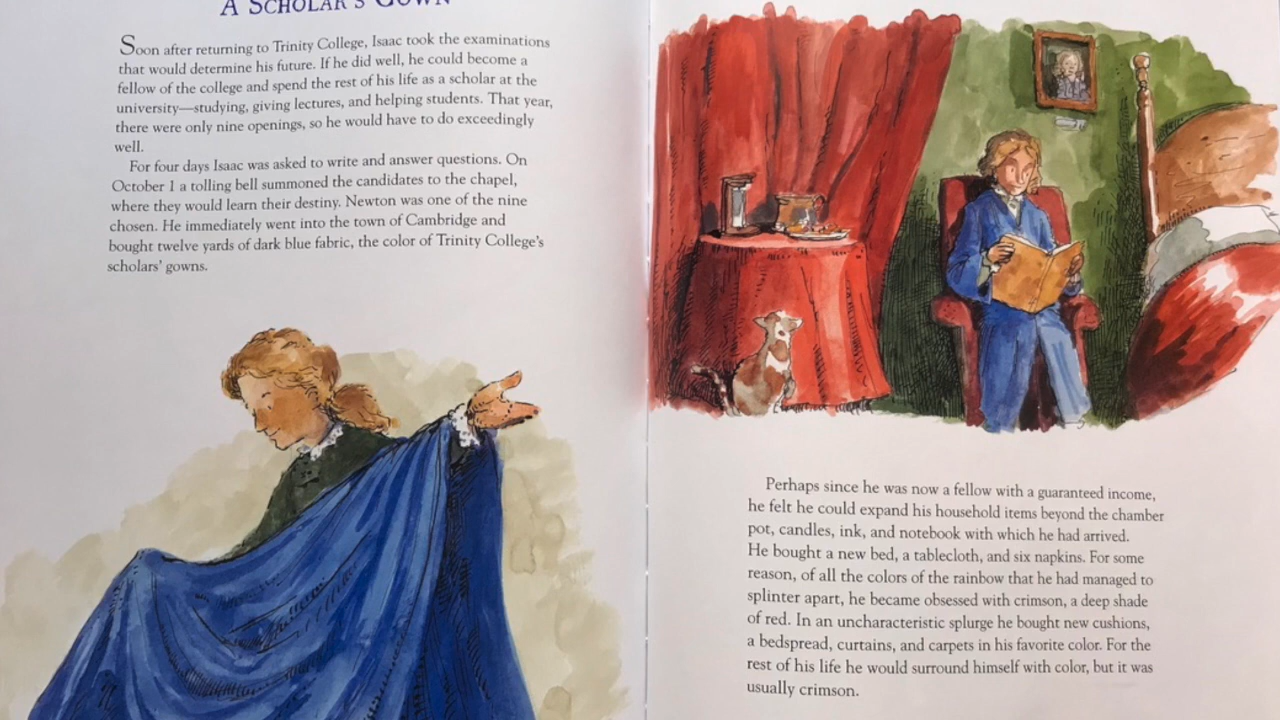 A SCHOLAR'S GOWN
Soon after returning to Trinity College, Isaac took the examinations
that would determine his future. If he did well, he could become a
fellow of the college and spend the rest of his life as a scholar at the
university—studying, giving lectures, and helping students. That year,
there were only nine openings, so he would have to do exceedingly
well.
For four days Isaac was asked to write and answer questions. On
October 1 a tolling bell summoned the candidates to the chapel,
where they would learn their destiny. Newton was one of the nine
chosen. He immediately went into the town of Cambridge and
bought twelve yards of dark blue fabric, the color of Trinity College's
scholars' gowns.
Perhaps since he was now a fellow with a guaranteed income,
he felt he could expand his household items beyond the chamber
pot, candles, ink, and notebook with which he had arrived.
He bought a new bed, a tablecloth, and six napkins. For some
reason, of all the colors of the rainbow that he had managed to
splinter apart, he became obsessed with crimson, a deep shade
of red. In an uncharacteristic splurge he bought new cushions,
a bedspread, curtains, and carpets in his favorite color. For the
rest of his life he would surround himself with color, but it was
usually crimson.